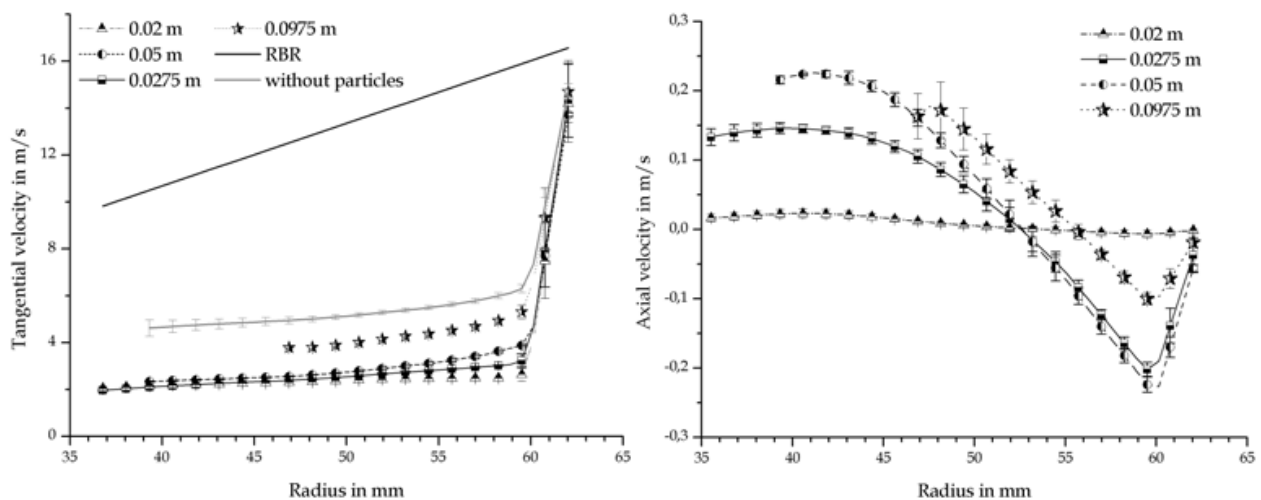 0.02 m
0.0975 m
0.05 m
RBR
0.0275 m
without particles
16
12
8
4
0
Tangential velocity in m/s
35
40
45
50
55
60
65
Radius in mm
0.02 m
0.0275 m
0.05 m
0.0975 m
0,3
0,2
0,1
0,0
-0,1
-0,2
-0,3
Axial velocity in m/s
35
40
45
50
55
60
65
Radius in mm